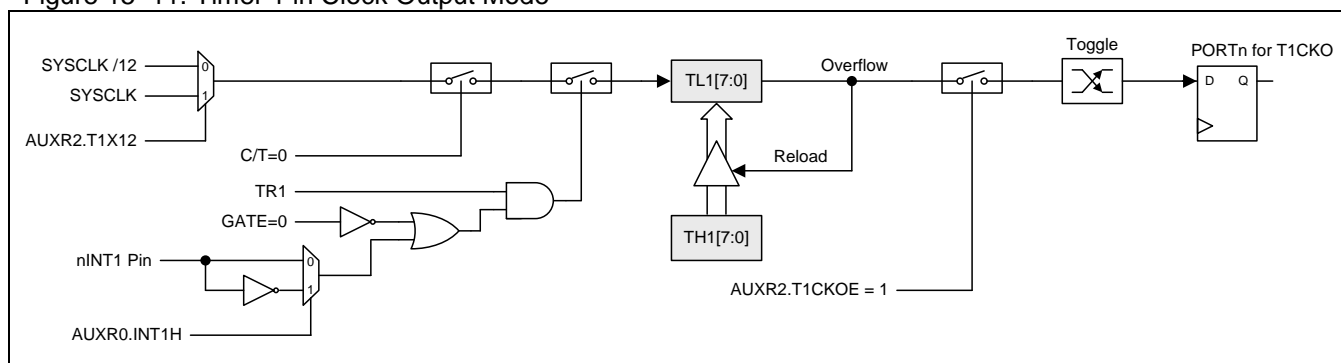 Figure 15–11. Timer 1 in Clock Output Mode
Toggle
PORTn for T1CKO
SYSCLK /12
0
TL1[7:0]
Overflow
D
Q
SYSCLK
1
AUXR2.T1X12
C/T=0
Reload
TR1
GATE=0
TH1[7:0]
nINT1 Pin
0
1
AUXR2.T1CKOE = 1
AUXR0.INT1H